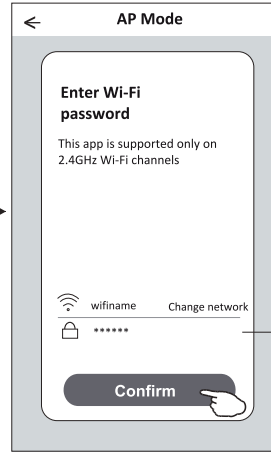 AP Mode
Enter Wi-Fi
password
This app is supported only on
2.4GHz Wi-Fi channels
wifiname Change network
******
Confirm